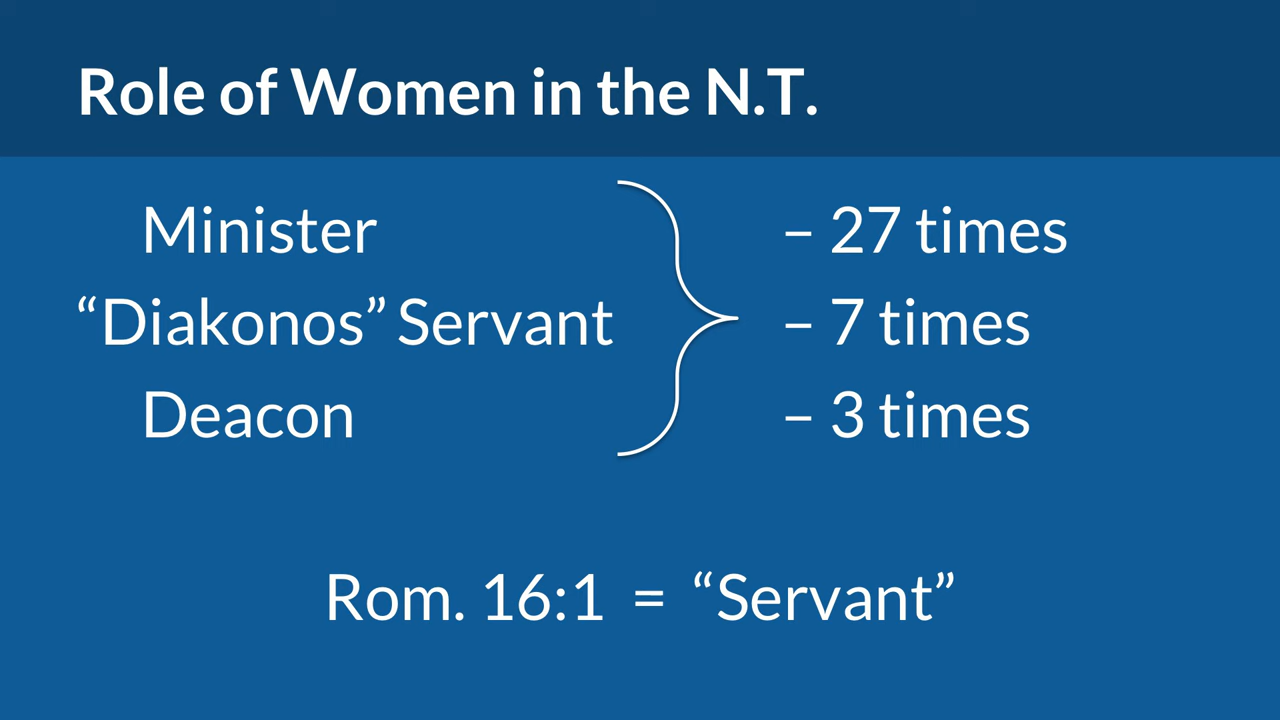 Role of Women in the N.T.
Minister – 27 times
“Diakonos” Servant – 7 times
Deacon – 3 times
Rom. 16:1 = “Servant”